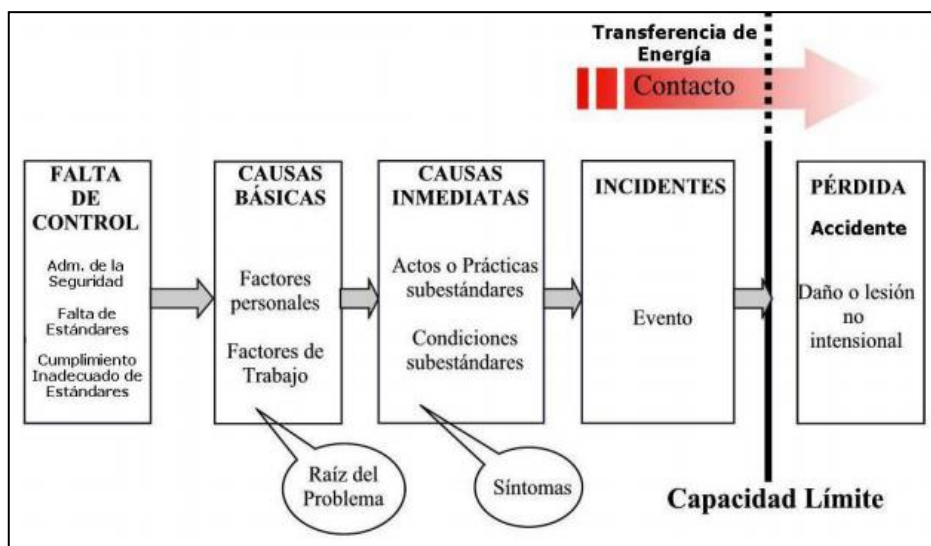 Transferencia de
Energía
Contacto
FALTA
DE
CONTROL
Adm. de la
Seguridad
Falta de
Estándares
Cumplimiento
Inadecuado de
Estándares
CAUSAS
BÁSICAS
Factores
personales
Factores de
Trabajo
Raíz del
Problema
CAUSAS
INMEDIATAS
Actos o Prácticas
subestándares
Condiciones
subestándares
Síntomas
INCIDENTES
Evento
PÉRDIDA
Accidente
Daño o lesión
no
intensional
Capacidad Límite